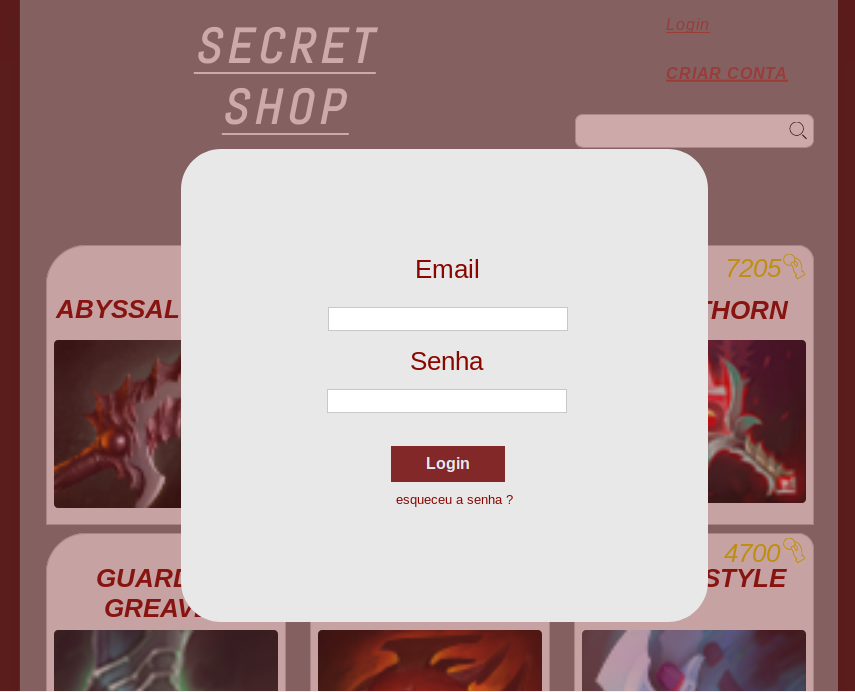 SECRET
SHOP
Login
CRIAR CONTA
Email
Senha
Login
esqueceu a senha ?
7205
ABYSSAL
THORN
4700
GUARD
GREAV
STYLE